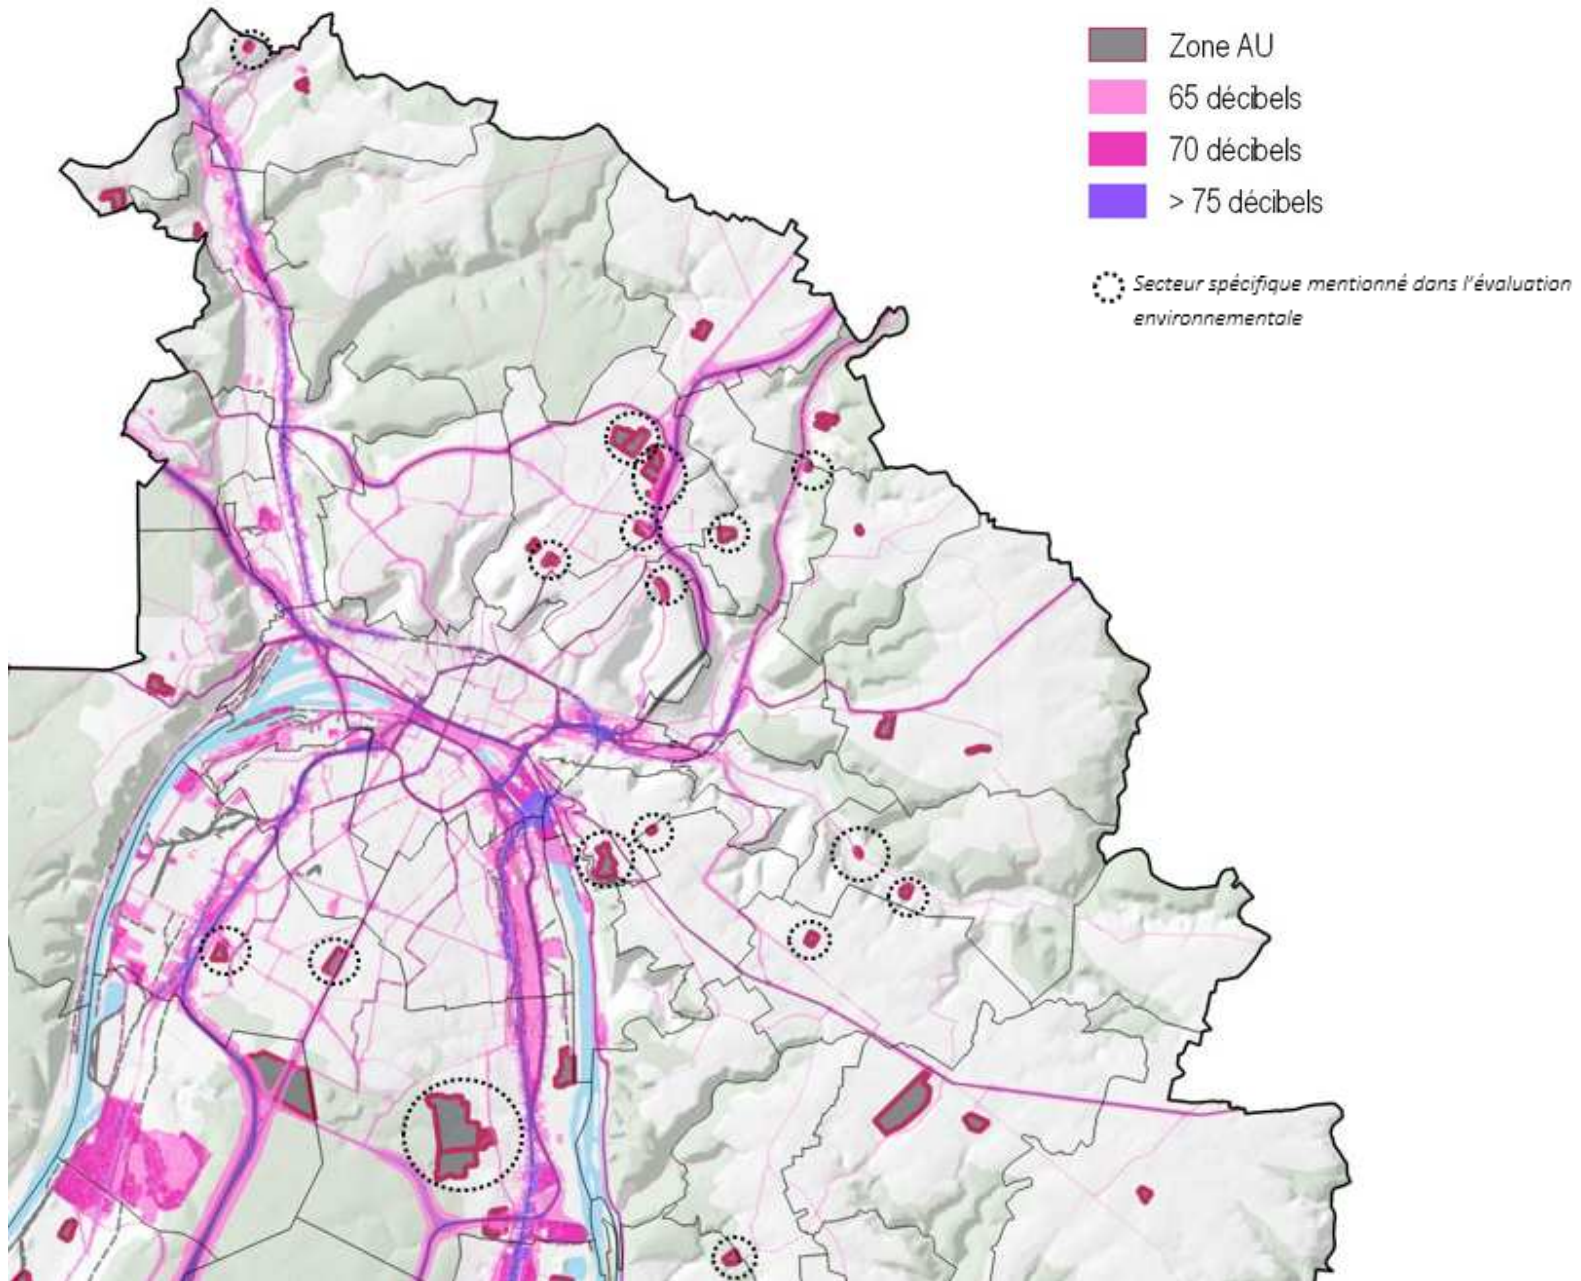 Zone AU
65 décibels
70 décibels
> 75 décibels
Secteur spécifique mentionné dans l'évaluation
environnementale